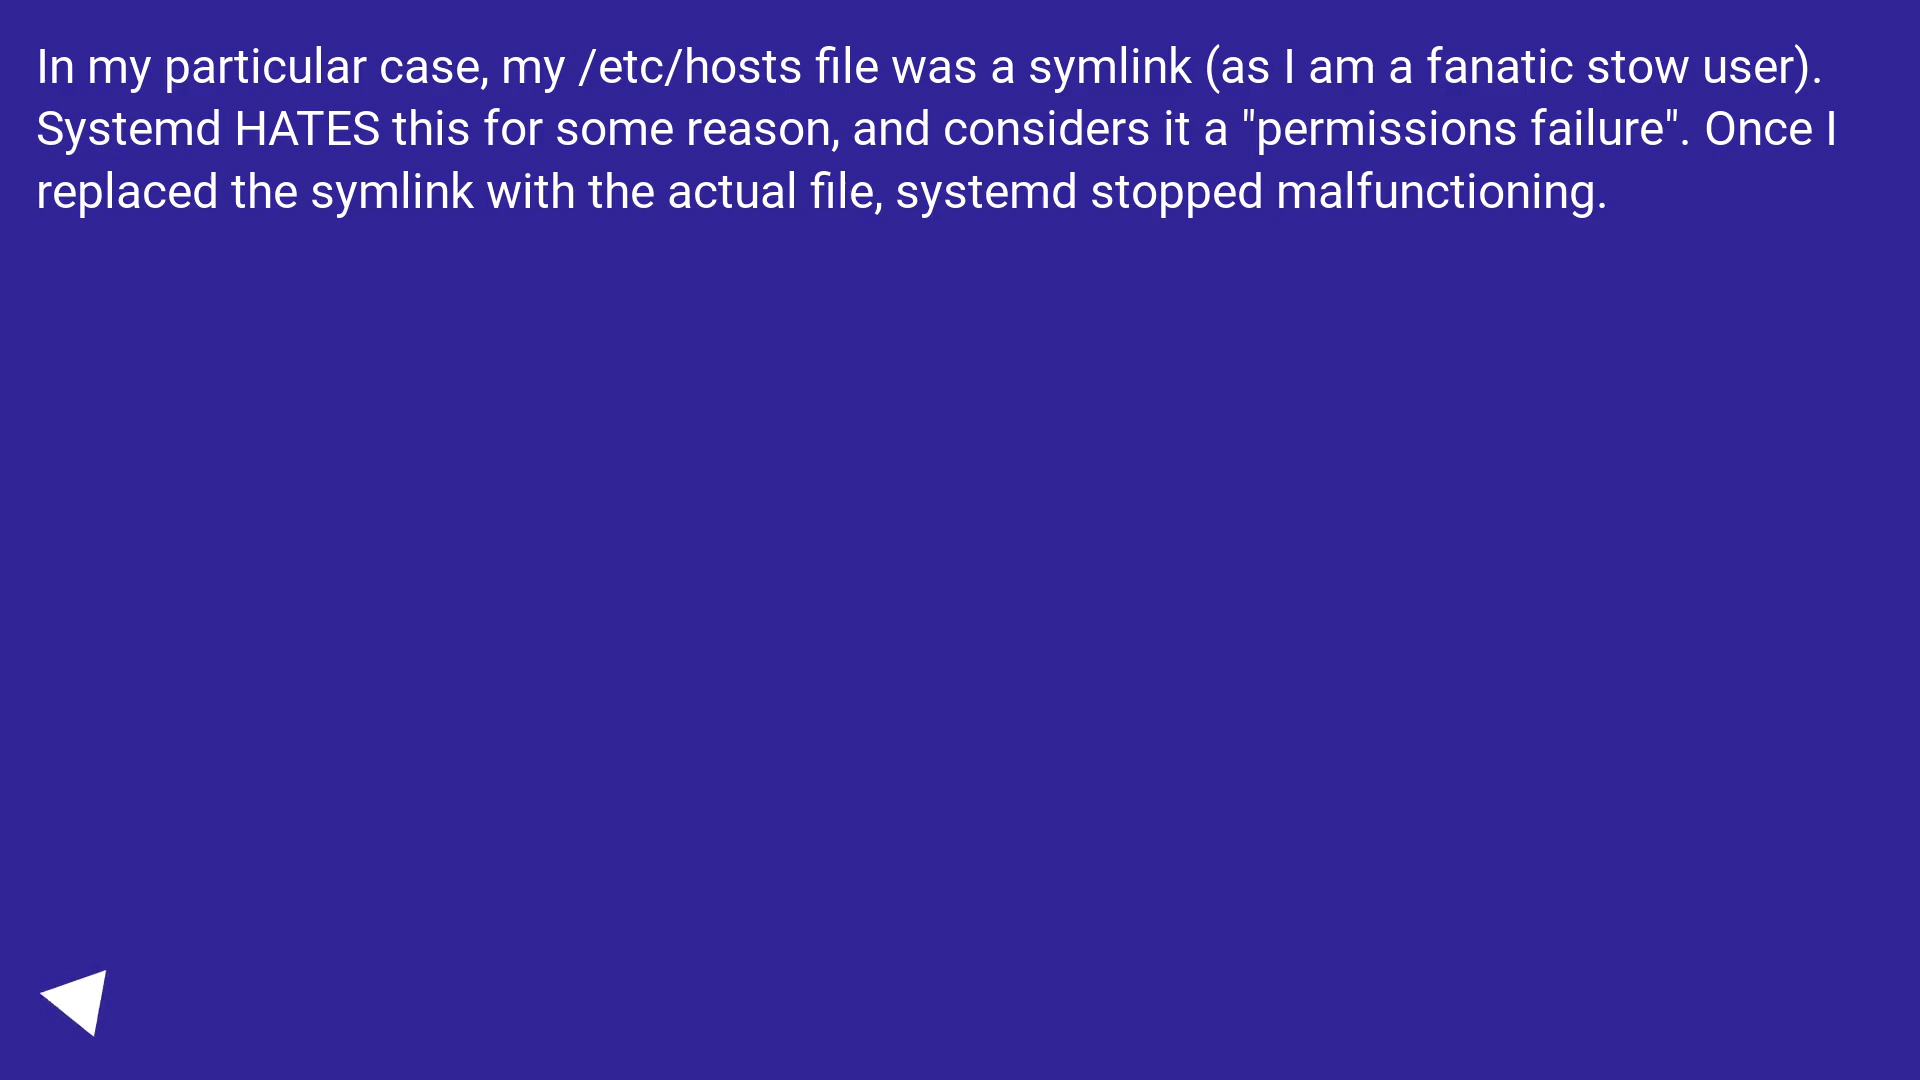 In my particular case, my /etc/hosts file was a symlink (as I am a fanatic stow user).
Systemd HATES this for some reason, and considers it a "permissions failure". Once I
replaced the symlink with the actual file, systemd stopped malfunctioning.